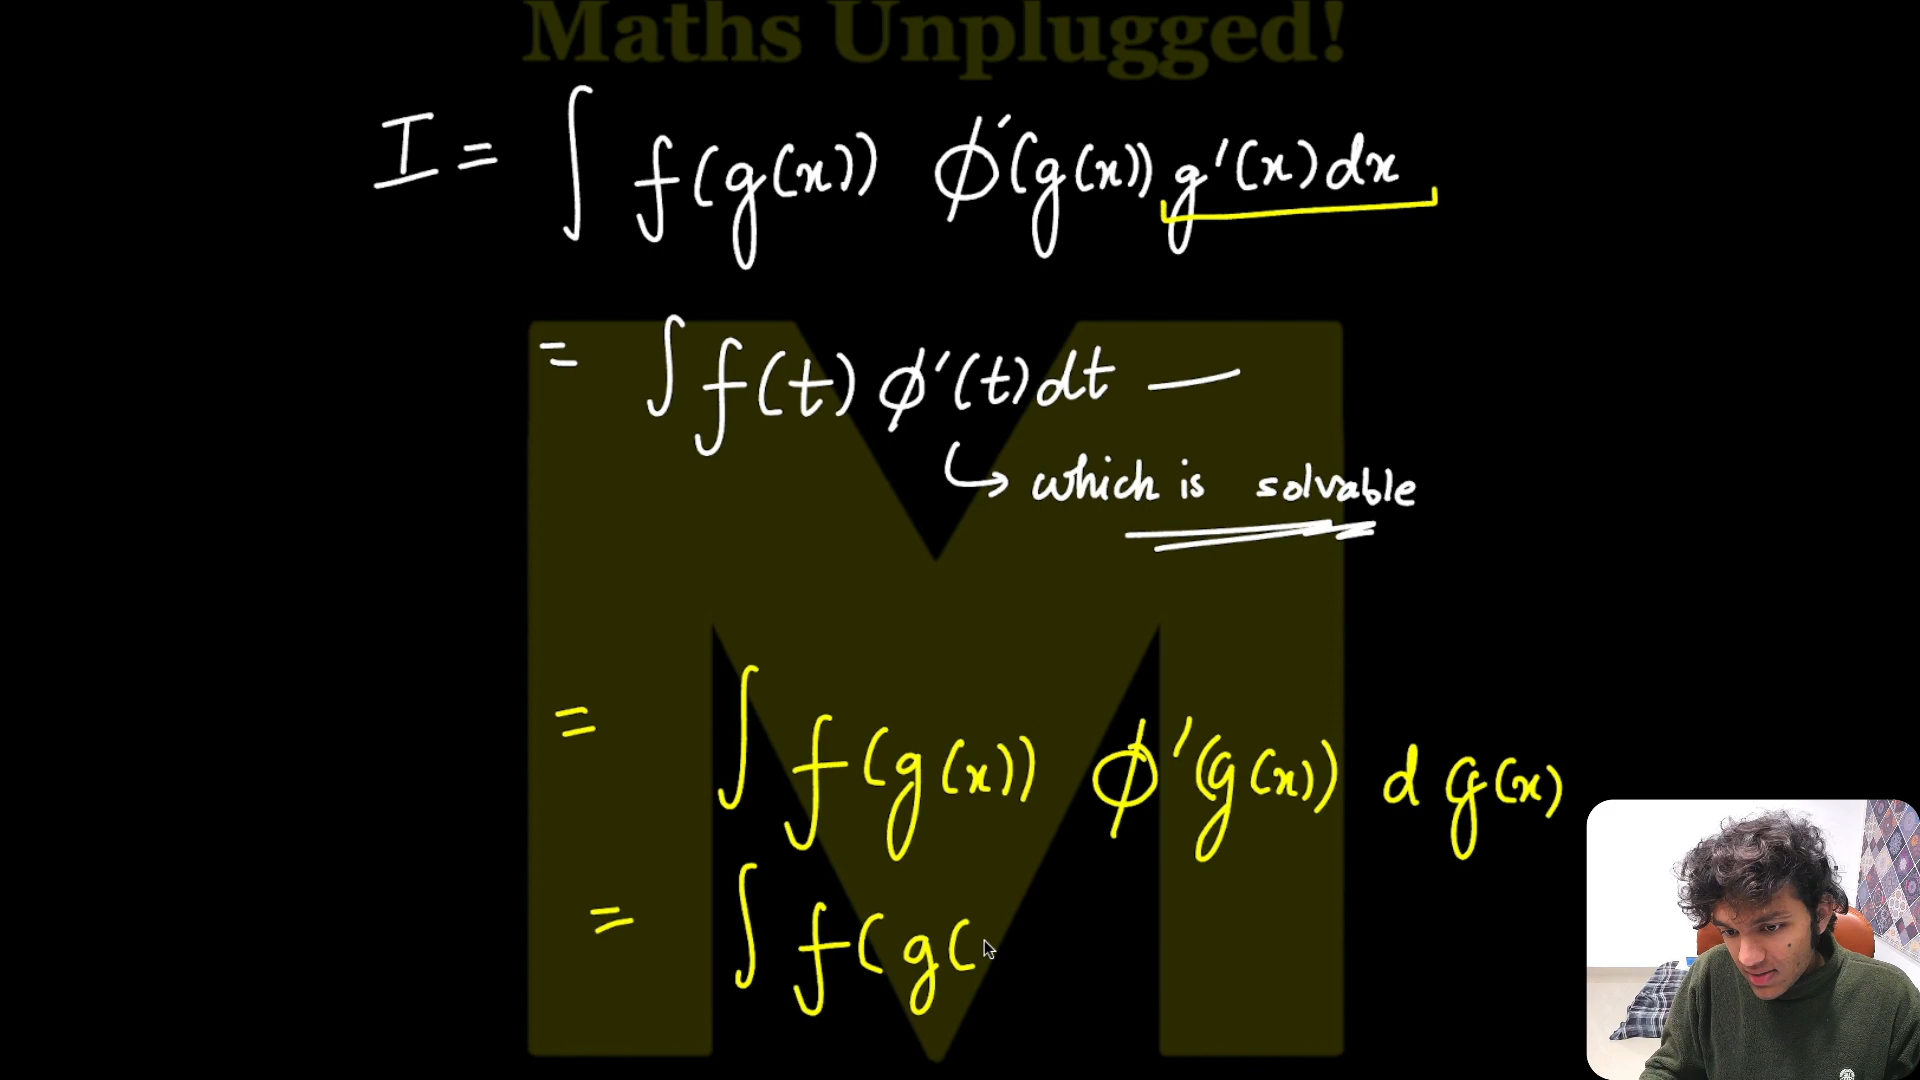 Maths Unplugged!
I = ∫ f(g(x)) ϕ′(g(x)) g′(x) dx
= ∫ f(t) ϕ′(t) dt —
↳ which is solvable
= ∫ f(g(x)) ϕ′(g(x)) d g(x)
= ∫ f(g(
M